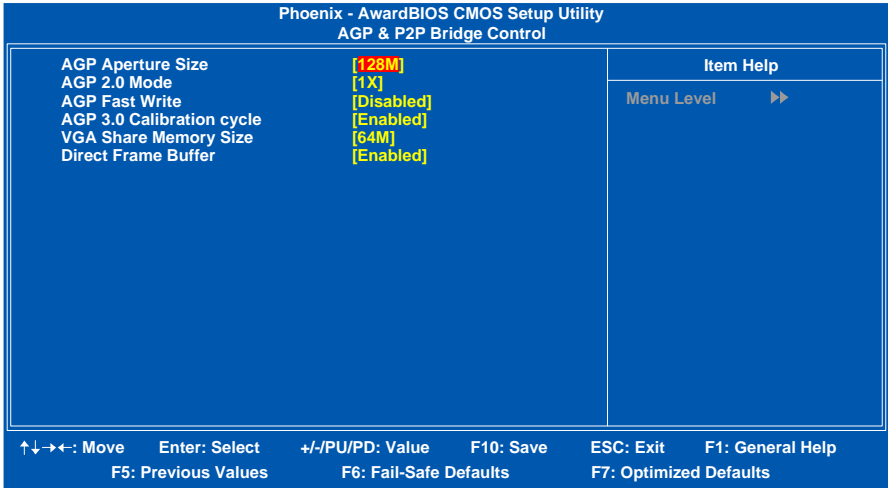 Phoenix - AwardBIOS CMOS Setup Utility
AGP & P2P Bridge Control
AGP Aperture Size [128M]
AGP 2.0 Mode [1X]
AGP Fast Write [Disabled]
AGP 3.0 Calibration cycle [Enabled]
VGA Share Memory Size [64M]
Direct Frame Buffer [Enabled]
Item Help
Menu Level ▶▶
↑↓→←: Move Enter: Select +/-/PU/PD: Value F10: Save ESC: Exit F1: General Help
F5: Previous Values F6: Fail-Safe Defaults F7: Optimized Defaults